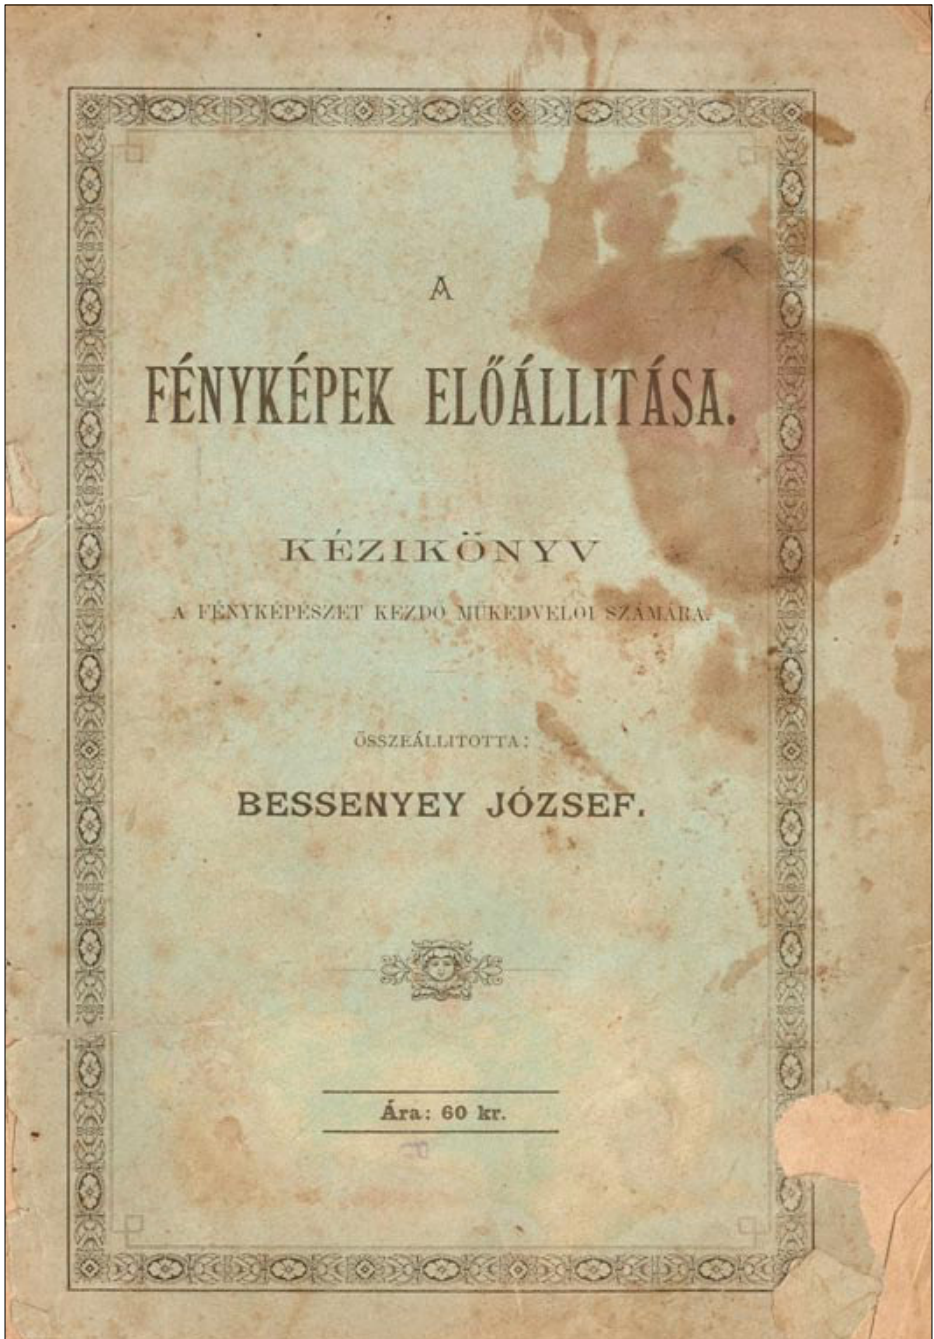 A
FÉNYKÉPEK ELŐÁLLITÁSA.
KÉZIKÖNYV
A FÉNYKÉPÉSZET KEZDŐ MŰKEDVELŐI SZÁMÁRA.
ÖSSZEÁLLITOTTA:
BESSENYEY JÓZSEF.
Ára: 60 kr.